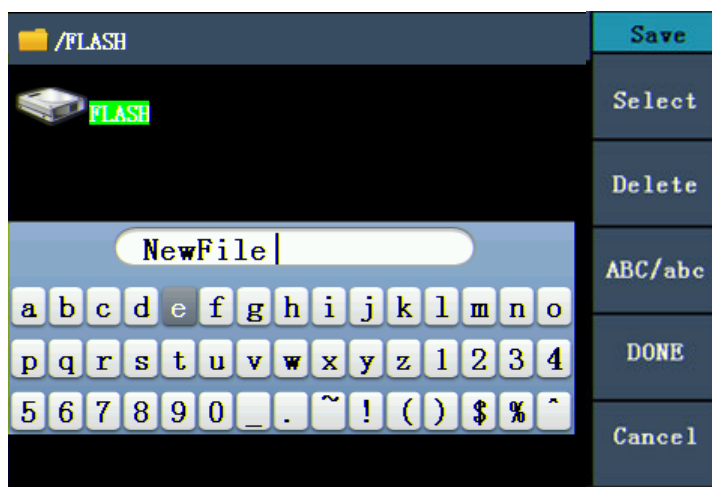 /FLASH
FLASH
NewFile
a b c d e f g h i j k l m n o
p q r s t u v w x y z 1 2 3 4
5 6 7 8 9 0 _ . ~ ! ( ) $ % ^
Save
Select
Delete
ABC/abc
DONE
Cancel